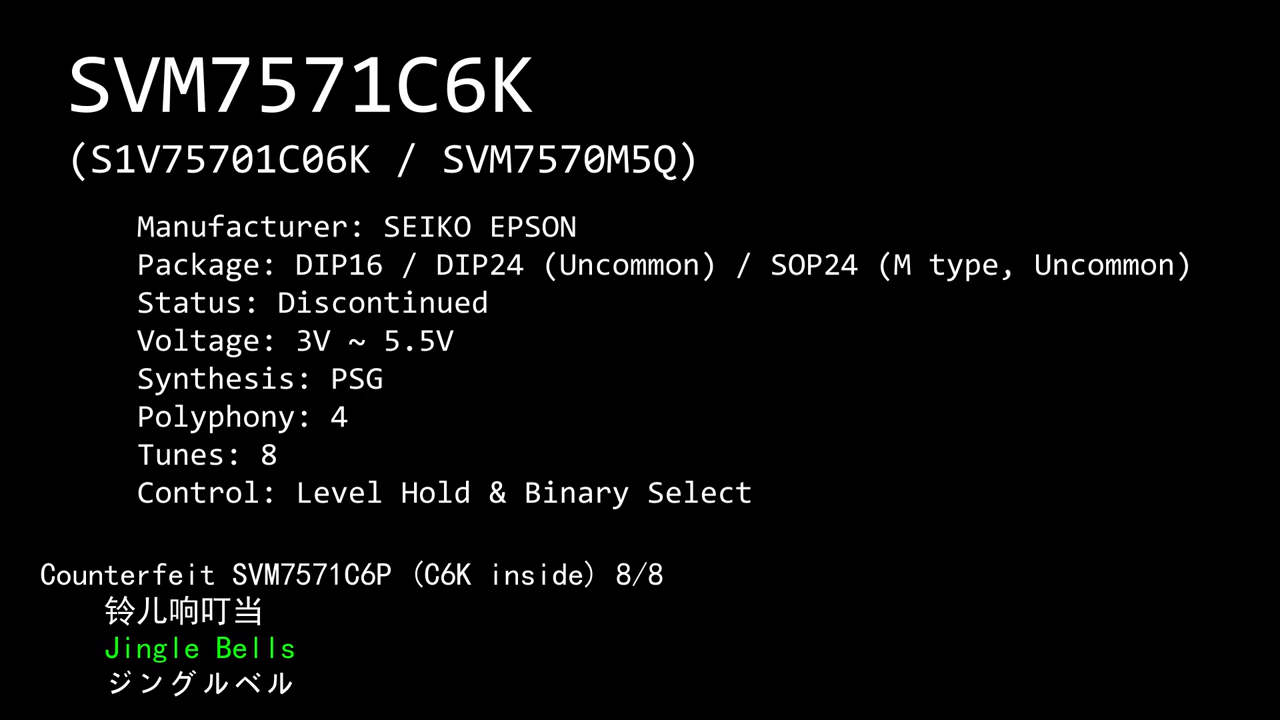 SVM7571C6K
(S1V75701C06K / SVM7570M5Q)
Manufacturer: SEIKO EPSON
Package: DIP16 / DIP24 (Uncommon) / SOP24 (M type, Uncommon)
Status: Discontinued
Voltage: 3V ~ 5.5V
Synthesis: PSG
Polyphony: 4
Tunes: 8
Control: Level Hold & Binary Select
Counterfeit SVM7571C6P (C6K inside) 8/8
铃儿响叮当
Jingle Bells
ジングルベル